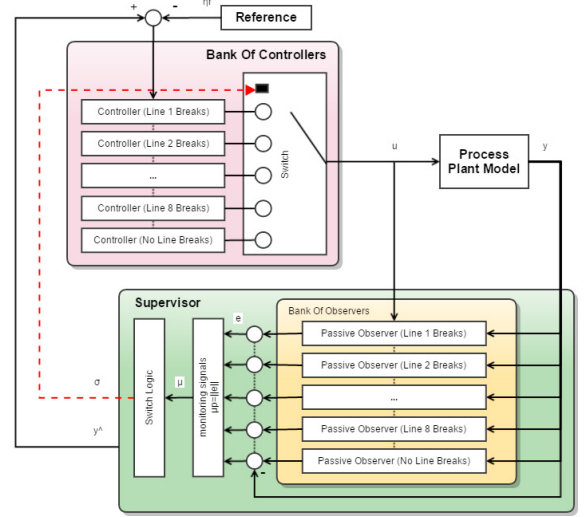 ηr
+
-
Reference
Bank Of Controllers
Controller (Line 1 Breaks)
Controller (Line 2 Breaks)
...
Controller (Line 8 Breaks)
Controller (No Line Breaks)
Switch
u
Process
Plant Model
y
Supervisor
Bank Of Observers
Passive Observer (Line 1 Breaks)
Passive Observer (Line 2 Breaks)
...
Passive Observer (Line 8 Breaks)
Passive Observer (No Line Breaks)
-
e
monitoring signals
μp=||e||
μ
Switch Logic
σ
y^